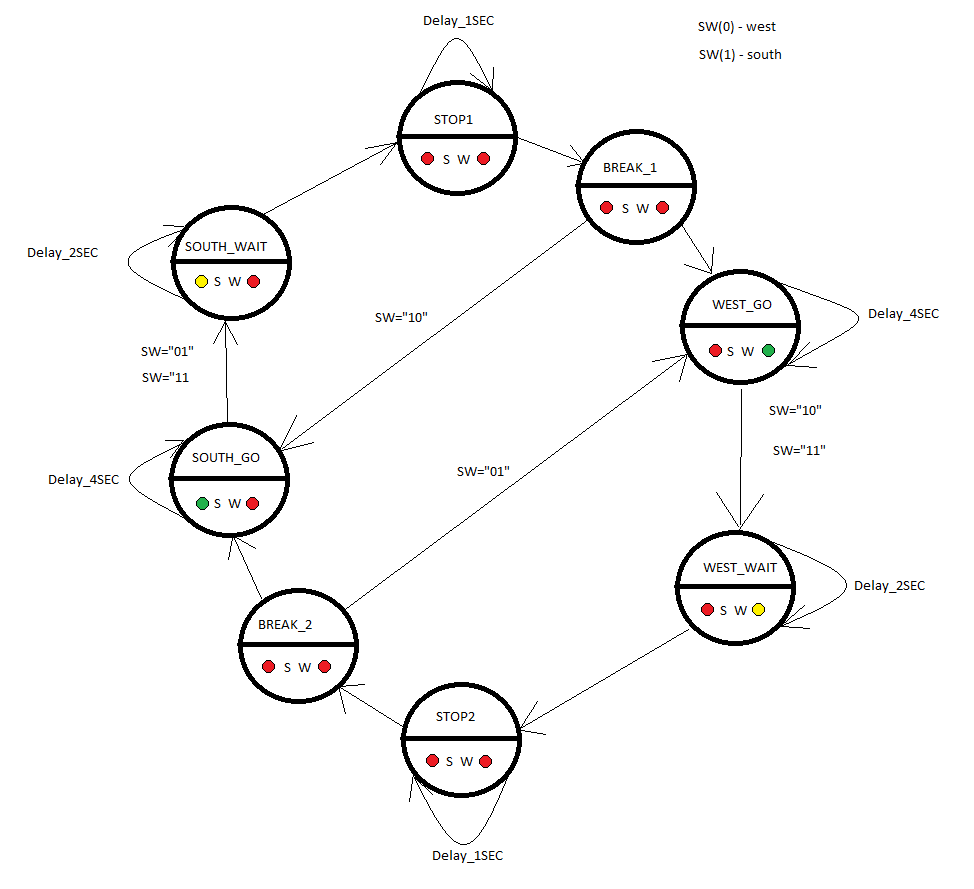 Delay_1SEC
SW(0) - west
SW(1) - south
STOP1
S W
BREAK_1
S W
SOUTH_WAIT
S W
Delay_2SEC
WEST_GO
S W
Delay_4SEC
SW="10"
SW="01"
SW="11
SW="10"
SW="11"
SOUTH_GO
S W
Delay_4SEC
SW="01"
WEST_WAIT
S W
Delay_2SEC
BREAK_2
S W
STOP2
S W
Delay_1SEC